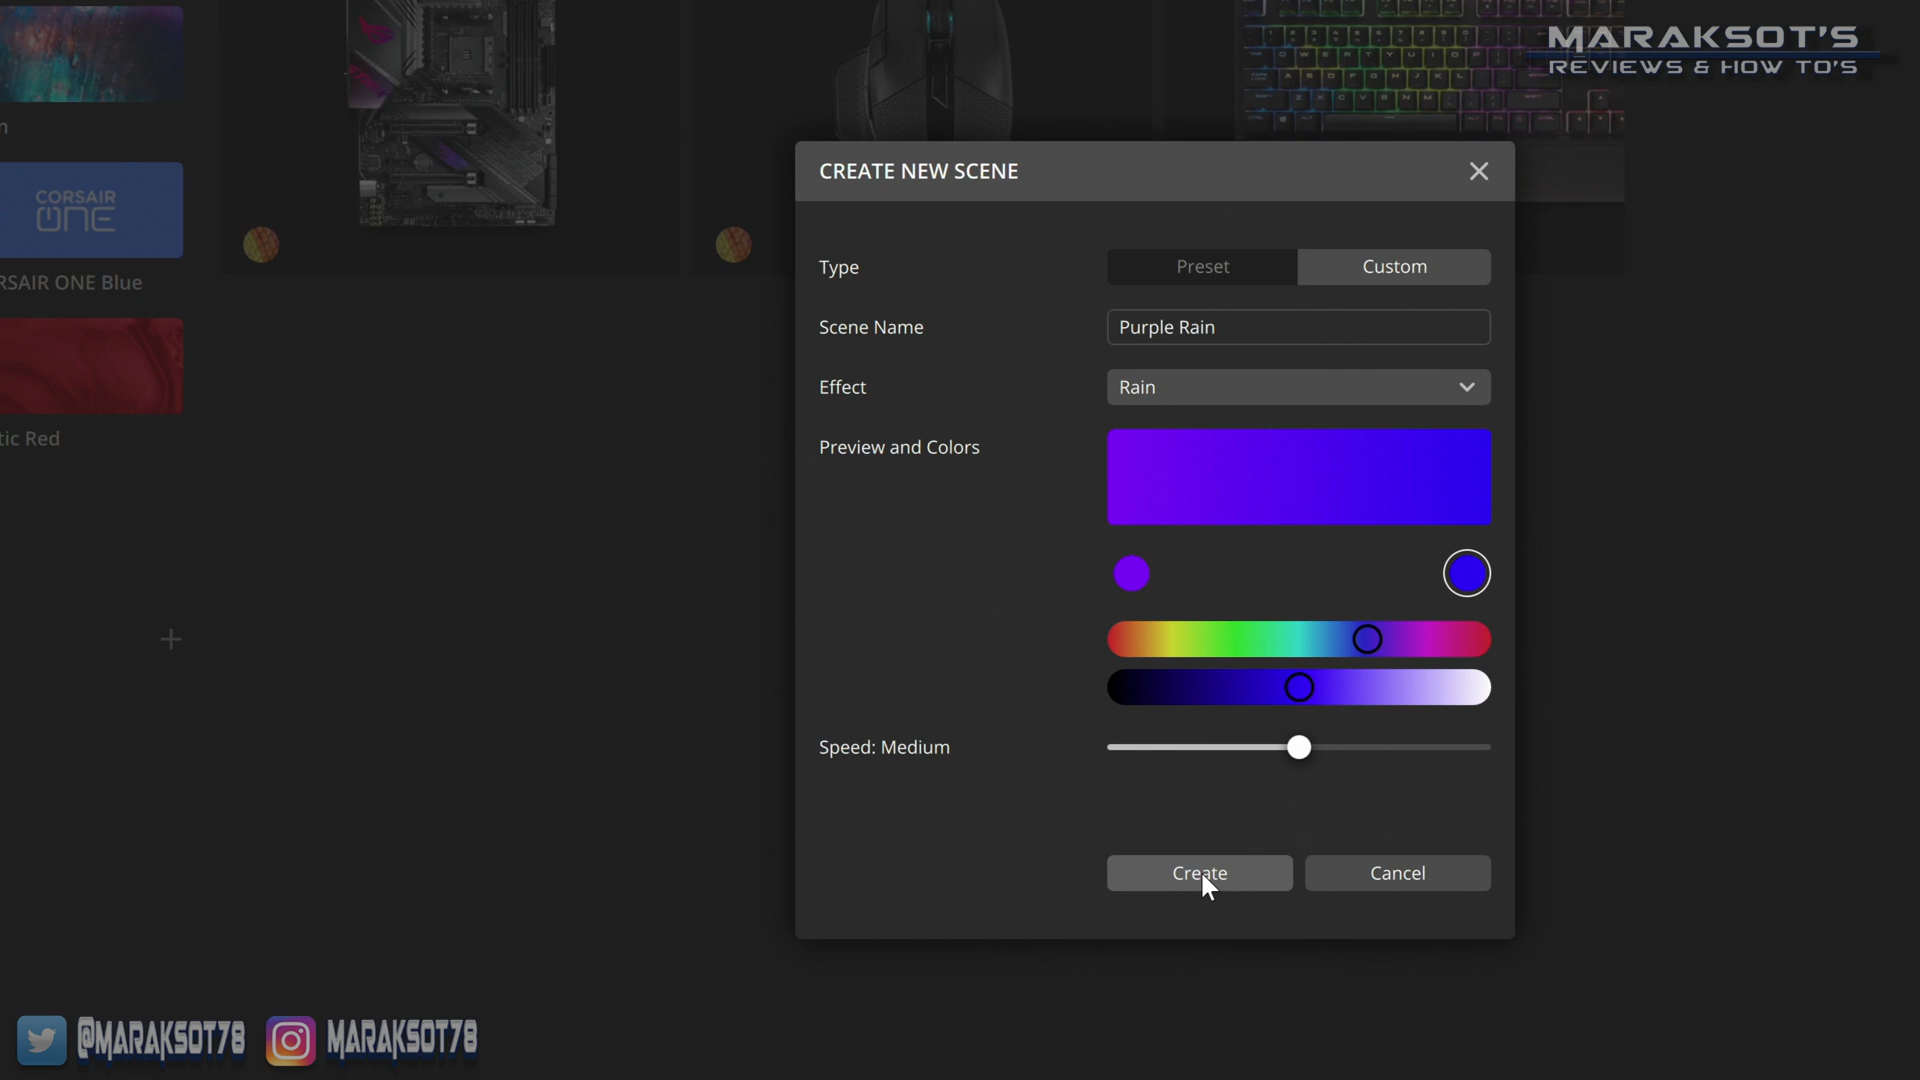 MARAKSOT'S
REVIEWS & HOW TO'S
n
CORSAIR
ONE
RSAIR ONE Blue
tic Red
CREATE NEW SCENE
Type
Preset
Custom
Scene Name
Purple Rain
Effect
Rain
Preview and Colors
Speed: Medium
Create
Cancel
@MARAKSOT78
MARAKSOT78